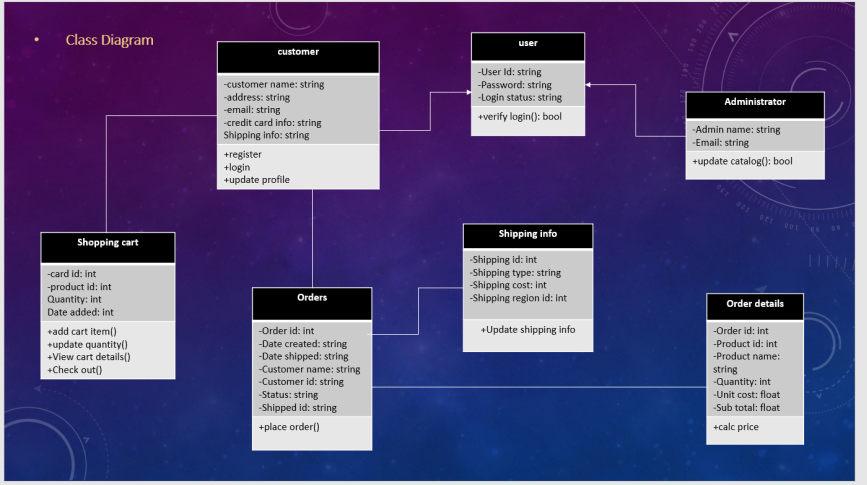 • Class Diagram
customer
-customer name: string
-address: string
-email: string
-credit card info: string
Shipping info: string
+register
+login
+update profile
user
-User Id: string
-Password: string
-Login status: string
+verify login(): bool
Administrator
-Admin name: string
-Email: string
+update catalog(): bool
Shopping cart
-card id: int
-product id: int
Quantity: int
Date added: int
+add cart item()
+update quantity()
+View cart details()
+Check out()
Orders
-Order id: int
-Date created: string
-Date shipped: string
-Customer name: string
-Customer id: string
-Status: string
-Shipped id: string
+place order()
Shipping info
-Shipping id: int
-Shipping type: string
-Shipping cost: int
-Shipping region id: int
+Update shipping info
Order details
-Order id: int
-Product id: int
-Product name:
string
-Quantity: int
-Unit cost: float
-Sub total: float
+calc price